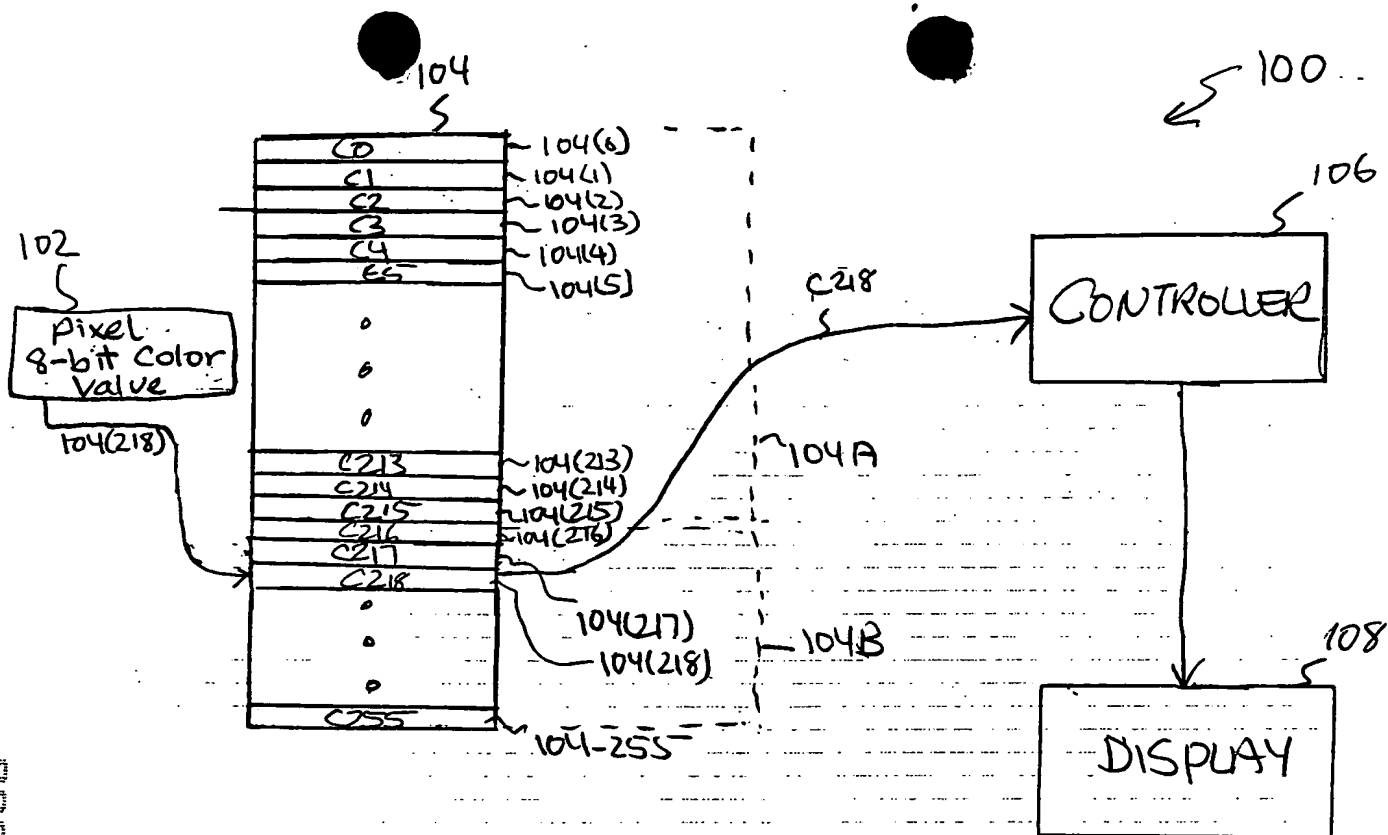 104
100
C0
104(0)
C1
104(1)
106
C2
104(2)
C3
104(3)
102
C4
104(4)
C5
104(5)
C218
CONTROLLER
pixel
8-bit Color
Value
104(218)
C213
104(213)
104A
C214
104(214)
C215
104(215)
C216
104(216)
C217
C218
104(217)
104B
108
104(218)
C255
104-255
DISPLAY